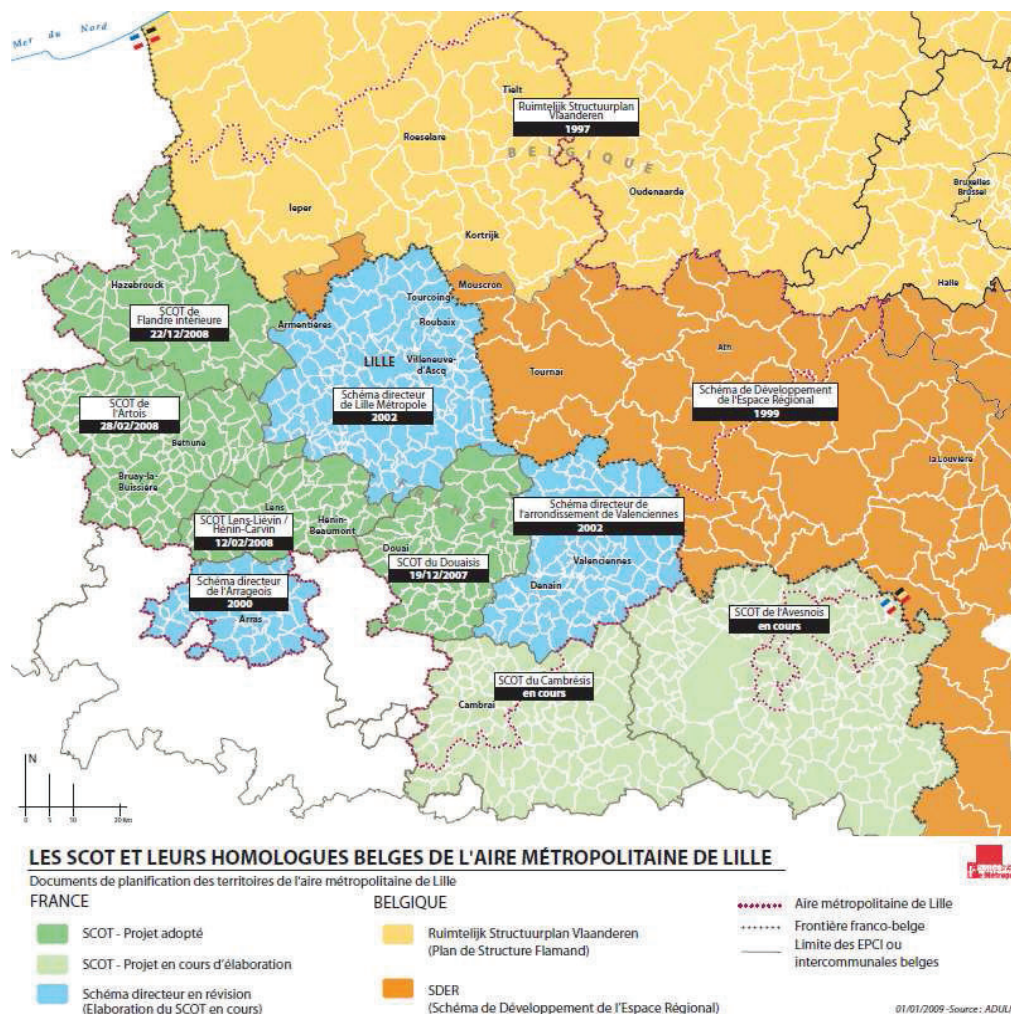 Mer du Nord
Tielt
Ruimtelijk Structuurplan
Vlaanderen
1997
Roeselare
BELGIQUE
Bruxelles
Brüssel
Oudenaarde
Ieper
Kortrijk
Halle
Hazebrouck
Mouscron
SCOT de
Flandre intérieure
22/12/2008
Tourcoing
Armentières
Roubaix
Ath
LILLE
Villeneuve-
d'Ascq
Tournai
Schéma directeur
de Lille Métropole
2002
Schéma de Développement
de l'Espace Régional
1999
SCOT de
l'Artois
28/02/2008
Béthune
la Louvière
Bruay-la-
Buissière
Lens
Schéma directeur de
l'arrondissement de Valenciennes
2002
SCOT Lens-Liévin /
Hénin-Carvin
12/02/2008
Hénin-
Beaumont
Douai
SCOT du Douaisis
19/12/2007
Valenciennes
Denain
Schéma directeur
de l'Arrageois
2000
Arras
SCOT de l'Avesnois
en cours
SCOT du Cambrésis
en cours
Cambrai
N
0 5 10 20 Km
LES SCOT ET LEURS HOMOLOGUES BELGES DE L'AIRE MÉTROPOLITAINE DE LILLE
Documents de planification des territoires de l'aire métropolitaine de Lille
FRANCE
SCOT - Projet adopté
SCOT - Projet en cours d'élaboration
Schéma directeur en révision
(Elaboration du SCOT en cours)
BELGIQUE
Ruimtelijk Structuurplan Vlaanderen
(Plan de Structure Flamand)
SDER
(Schéma de Développement de l'Espace Régional)
Aire métropolitaine de Lille
Frontière franco-belge
Limite des EPCI ou
intercommunales belges
01/01/2009 -Source : ADULM